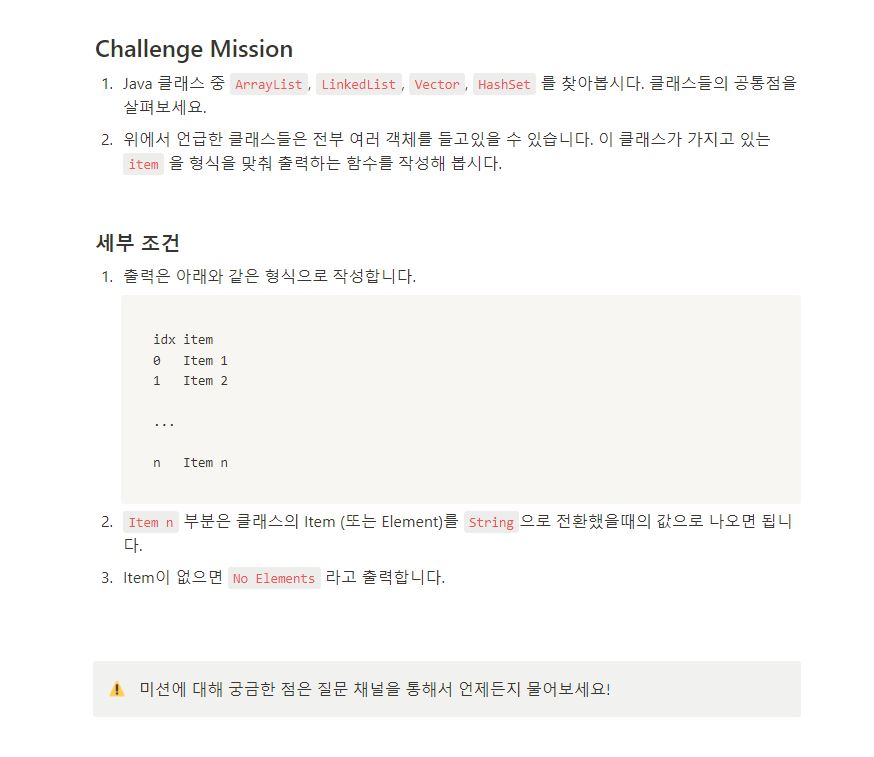 Challenge Mission
1. Java 클래스 중 ArrayList, LinkedList, Vector, HashSet 를 찾아봅시다. 클래스들의 공통점을
살펴보세요.
2. 위에서 언급한 클래스들은 전부 여러 객체를 들고있을 수 있습니다. 이 클래스가 가지고 있는
item 을 형식을 맞춰 출력하는 함수를 작성해 봅시다.
세부 조건
1. 출력은 아래와 같은 형식으로 작성합니다.
idx item
0 Item 1
1 Item 2
...
n Item n
2. Item n 부분은 클래스의 Item (또는 Element)를 String으로 전환했을때의 값으로 나오면 됩니
다.
3. Item이 없으면 No Elements 라고 출력합니다.
미션에 대해 궁금한 점은 질문 채널을 통해서 언제든지 물어보세요!